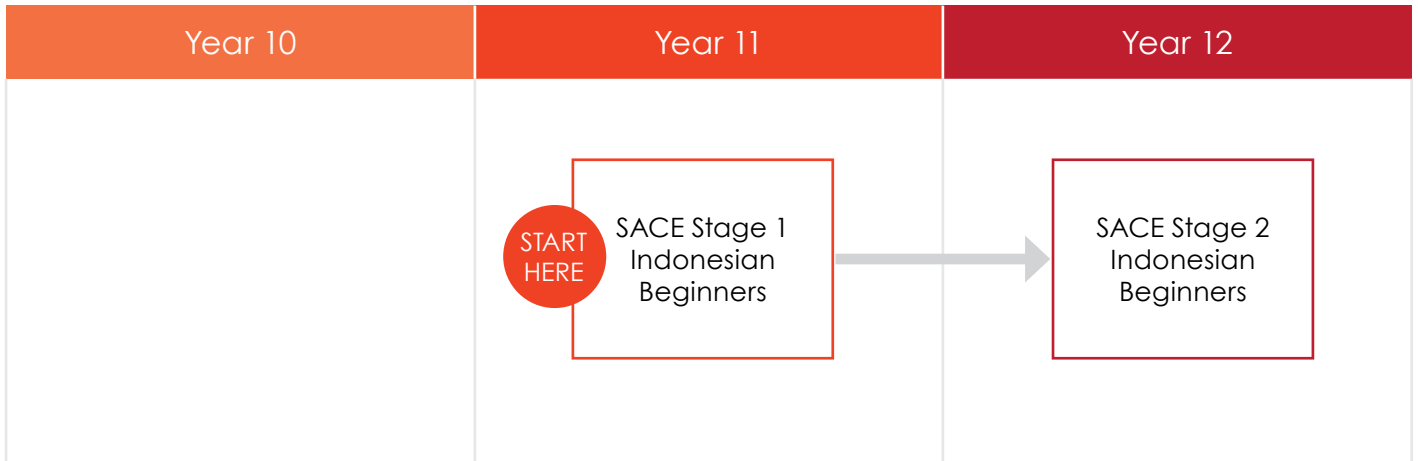 Year 10
Year 11
Year 12
START
HERE
SACE Stage 1
Indonesian
Beginners
SACE Stage 2
Indonesian
Beginners